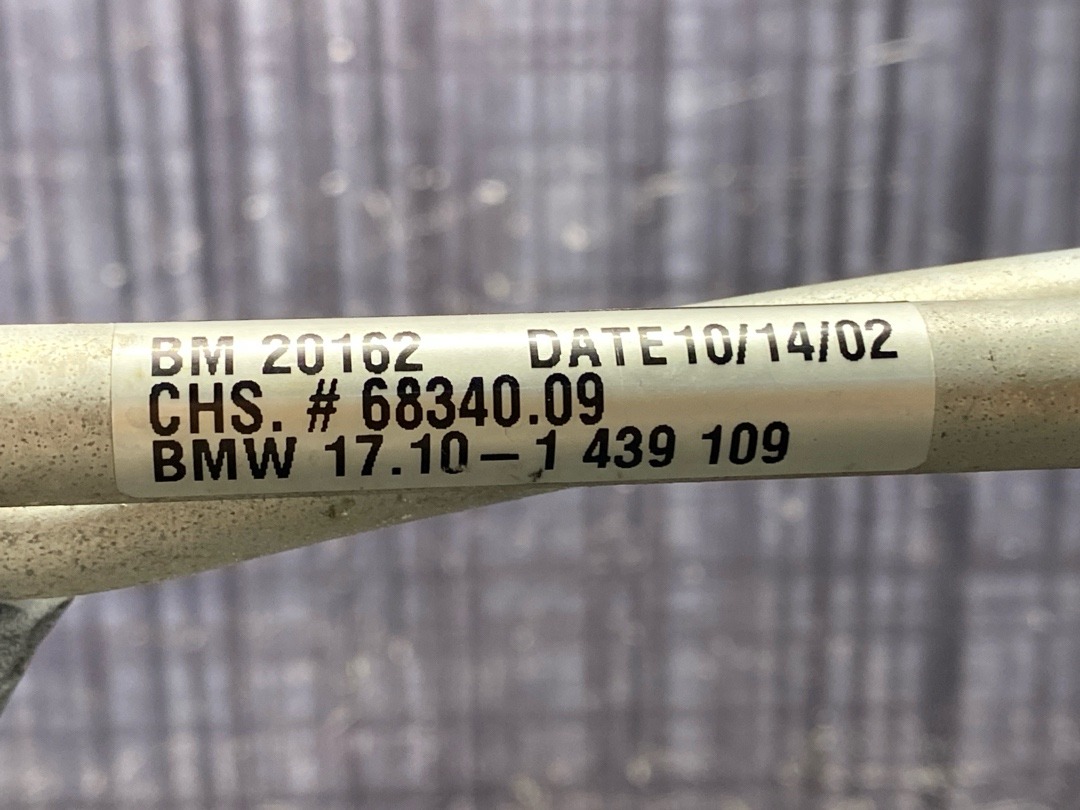 BM 20162 DATE10/14/02
CHS. # 68340.09
BMW 17.10-1 439 109